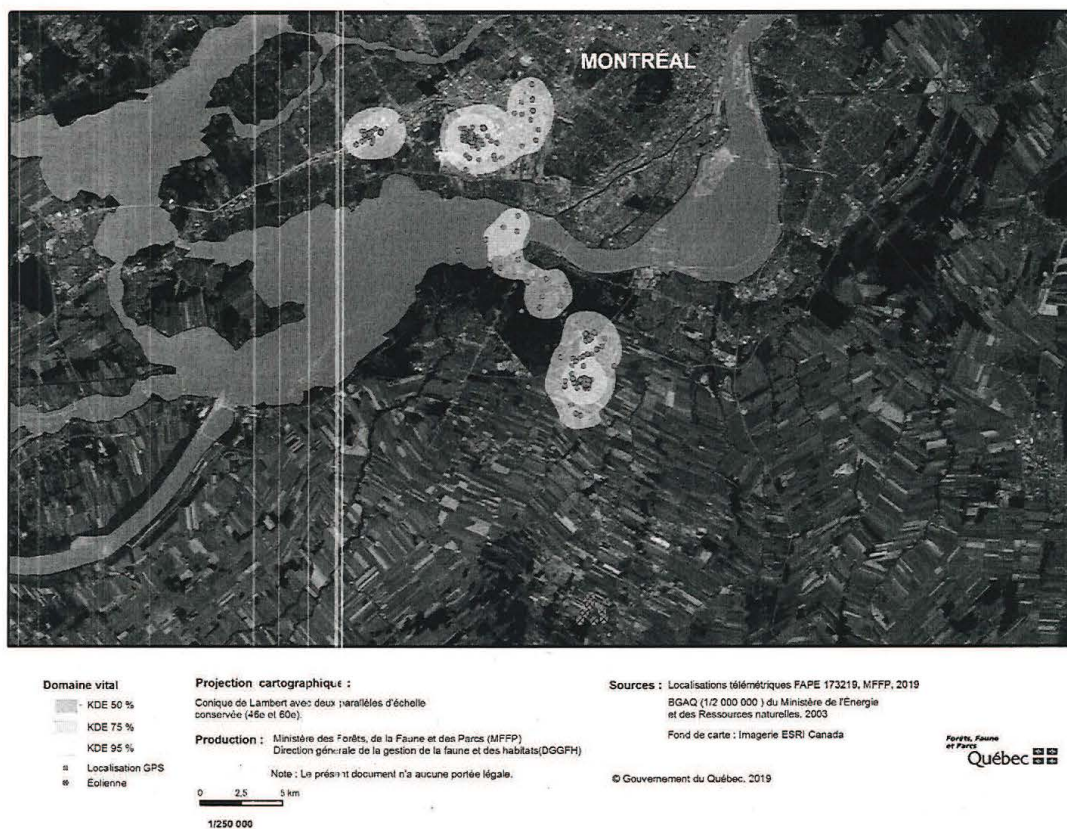 MONTRÉAL
Domaine vital
KDE 50 %
KDE 75 %
KDE 95 %
Localisation GPS
Éolienne
Projection cartographique :
Conique de Lambert avec deux parallèles d'échelle
conservée (46e et 60e).
Production : Ministère des Forêts, de la Faune et des Parcs (MFFP)
Direction générale de la gestion de la faune et des habitats(DGGFH)
Note : Le présent document n'a aucune portée légale.
0 2,5 5 km
1/250 000
Sources : Localisations télémétriques FAPE 173219, MFFP, 2019
BGAQ (1/2 000 000 ) du Ministère de l'Énergie
et des Ressources naturelles, 2003
Fond de carte : Imagerie ESRI Canada
© Gouvernement du Québec, 2019
Forêts, Faune
et Parcs
Québec